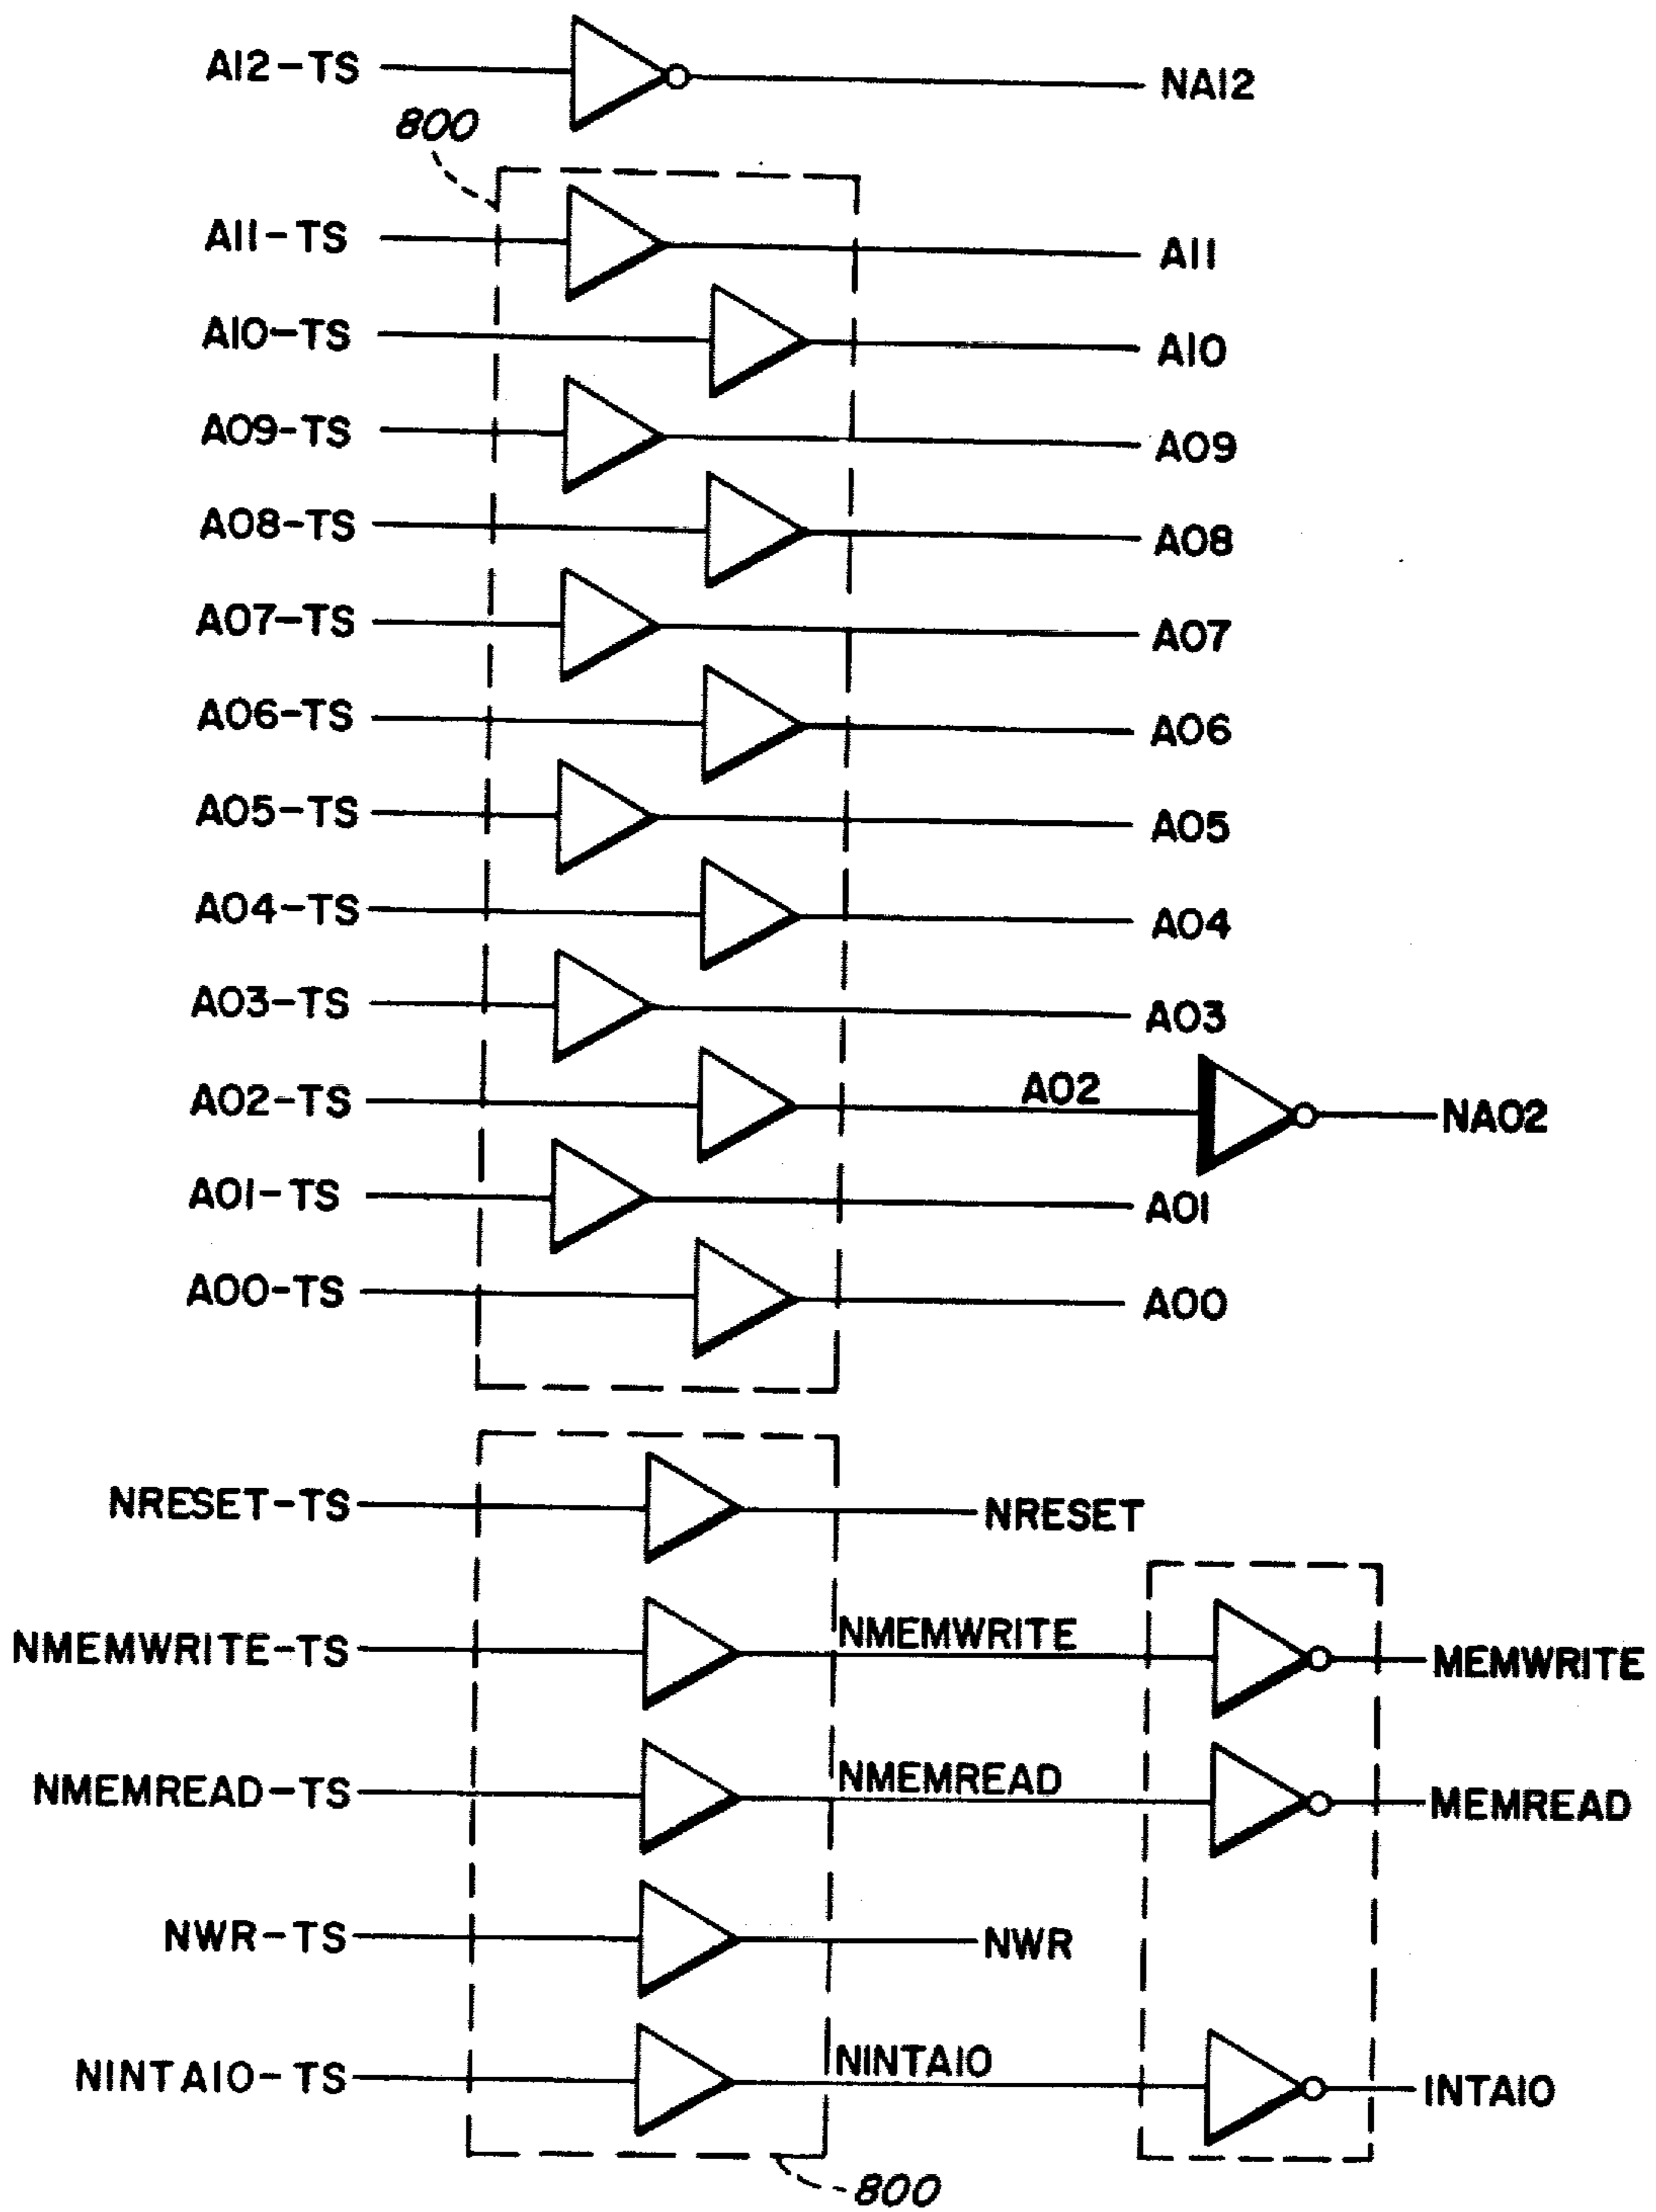 A12-TS NA12
800
A11-TS A11
A10-TS A10
A09-TS A09
A08-TS A08
A07-TS A07
A06-TS A06
A05-TS A05
A04-TS A04
A03-TS A03
A02-TS A02 NA02
A01-TS A01
A00-TS A00
NRESET-TS NRESET
NMEMWRITE-TS NMEMWRITE MEMWRITE
NMEMREAD-TS NMEMREAD MEMREAD
NWR-TS NWR
NINTAIO-TS NINTAIO INTAIO
800